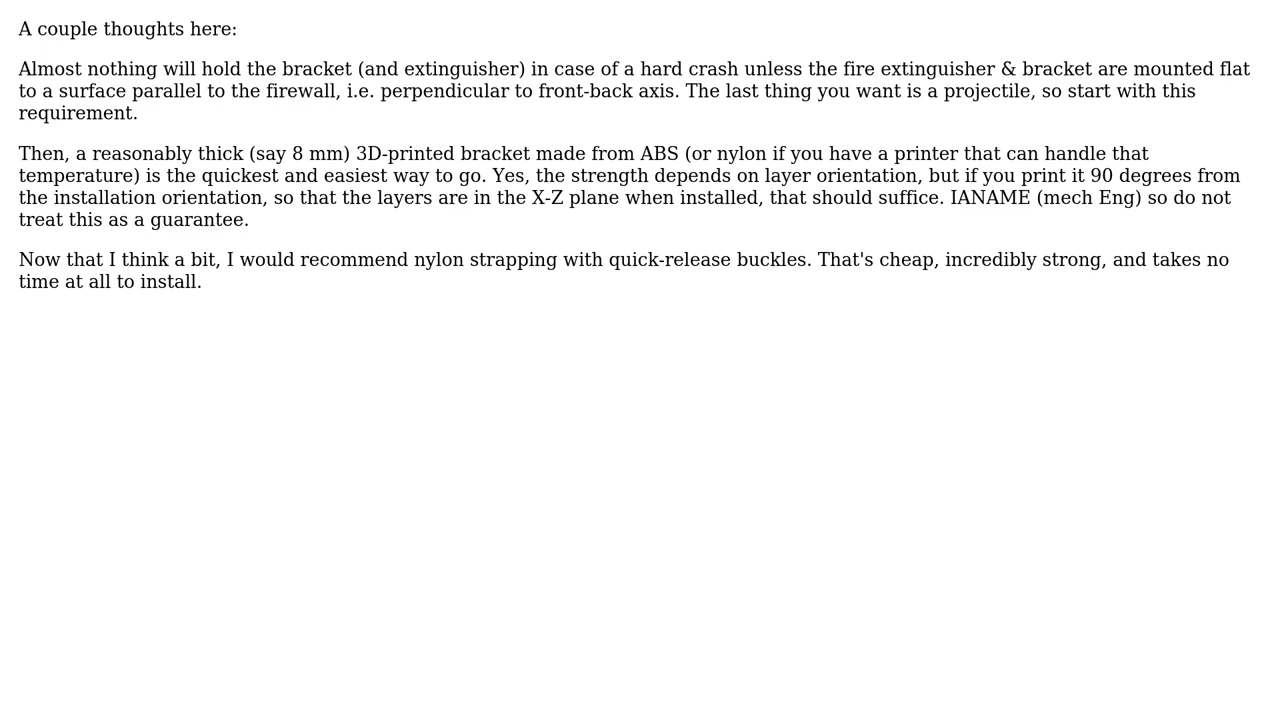 A couple thoughts here:
Almost nothing will hold the bracket (and extinguisher) in case of a hard crash unless the fire extinguisher & bracket are mounted flat
to a surface parallel to the firewall, i.e. perpendicular to front-back axis. The last thing you want is a projectile, so start with this
requirement.
Then, a reasonably thick (say 8 mm) 3D-printed bracket made from ABS (or nylon if you have a printer that can handle that
temperature) is the quickest and easiest way to go. Yes, the strength depends on layer orientation, but if you print it 90 degrees from
the installation orientation, so that the layers are in the X-Z plane when installed, that should suffice. IANAME (mech Eng) so do not
treat this as a guarantee.
Now that I think a bit, I would recommend nylon strapping with quick-release buckles. That's cheap, incredibly strong, and takes no
time at all to install.